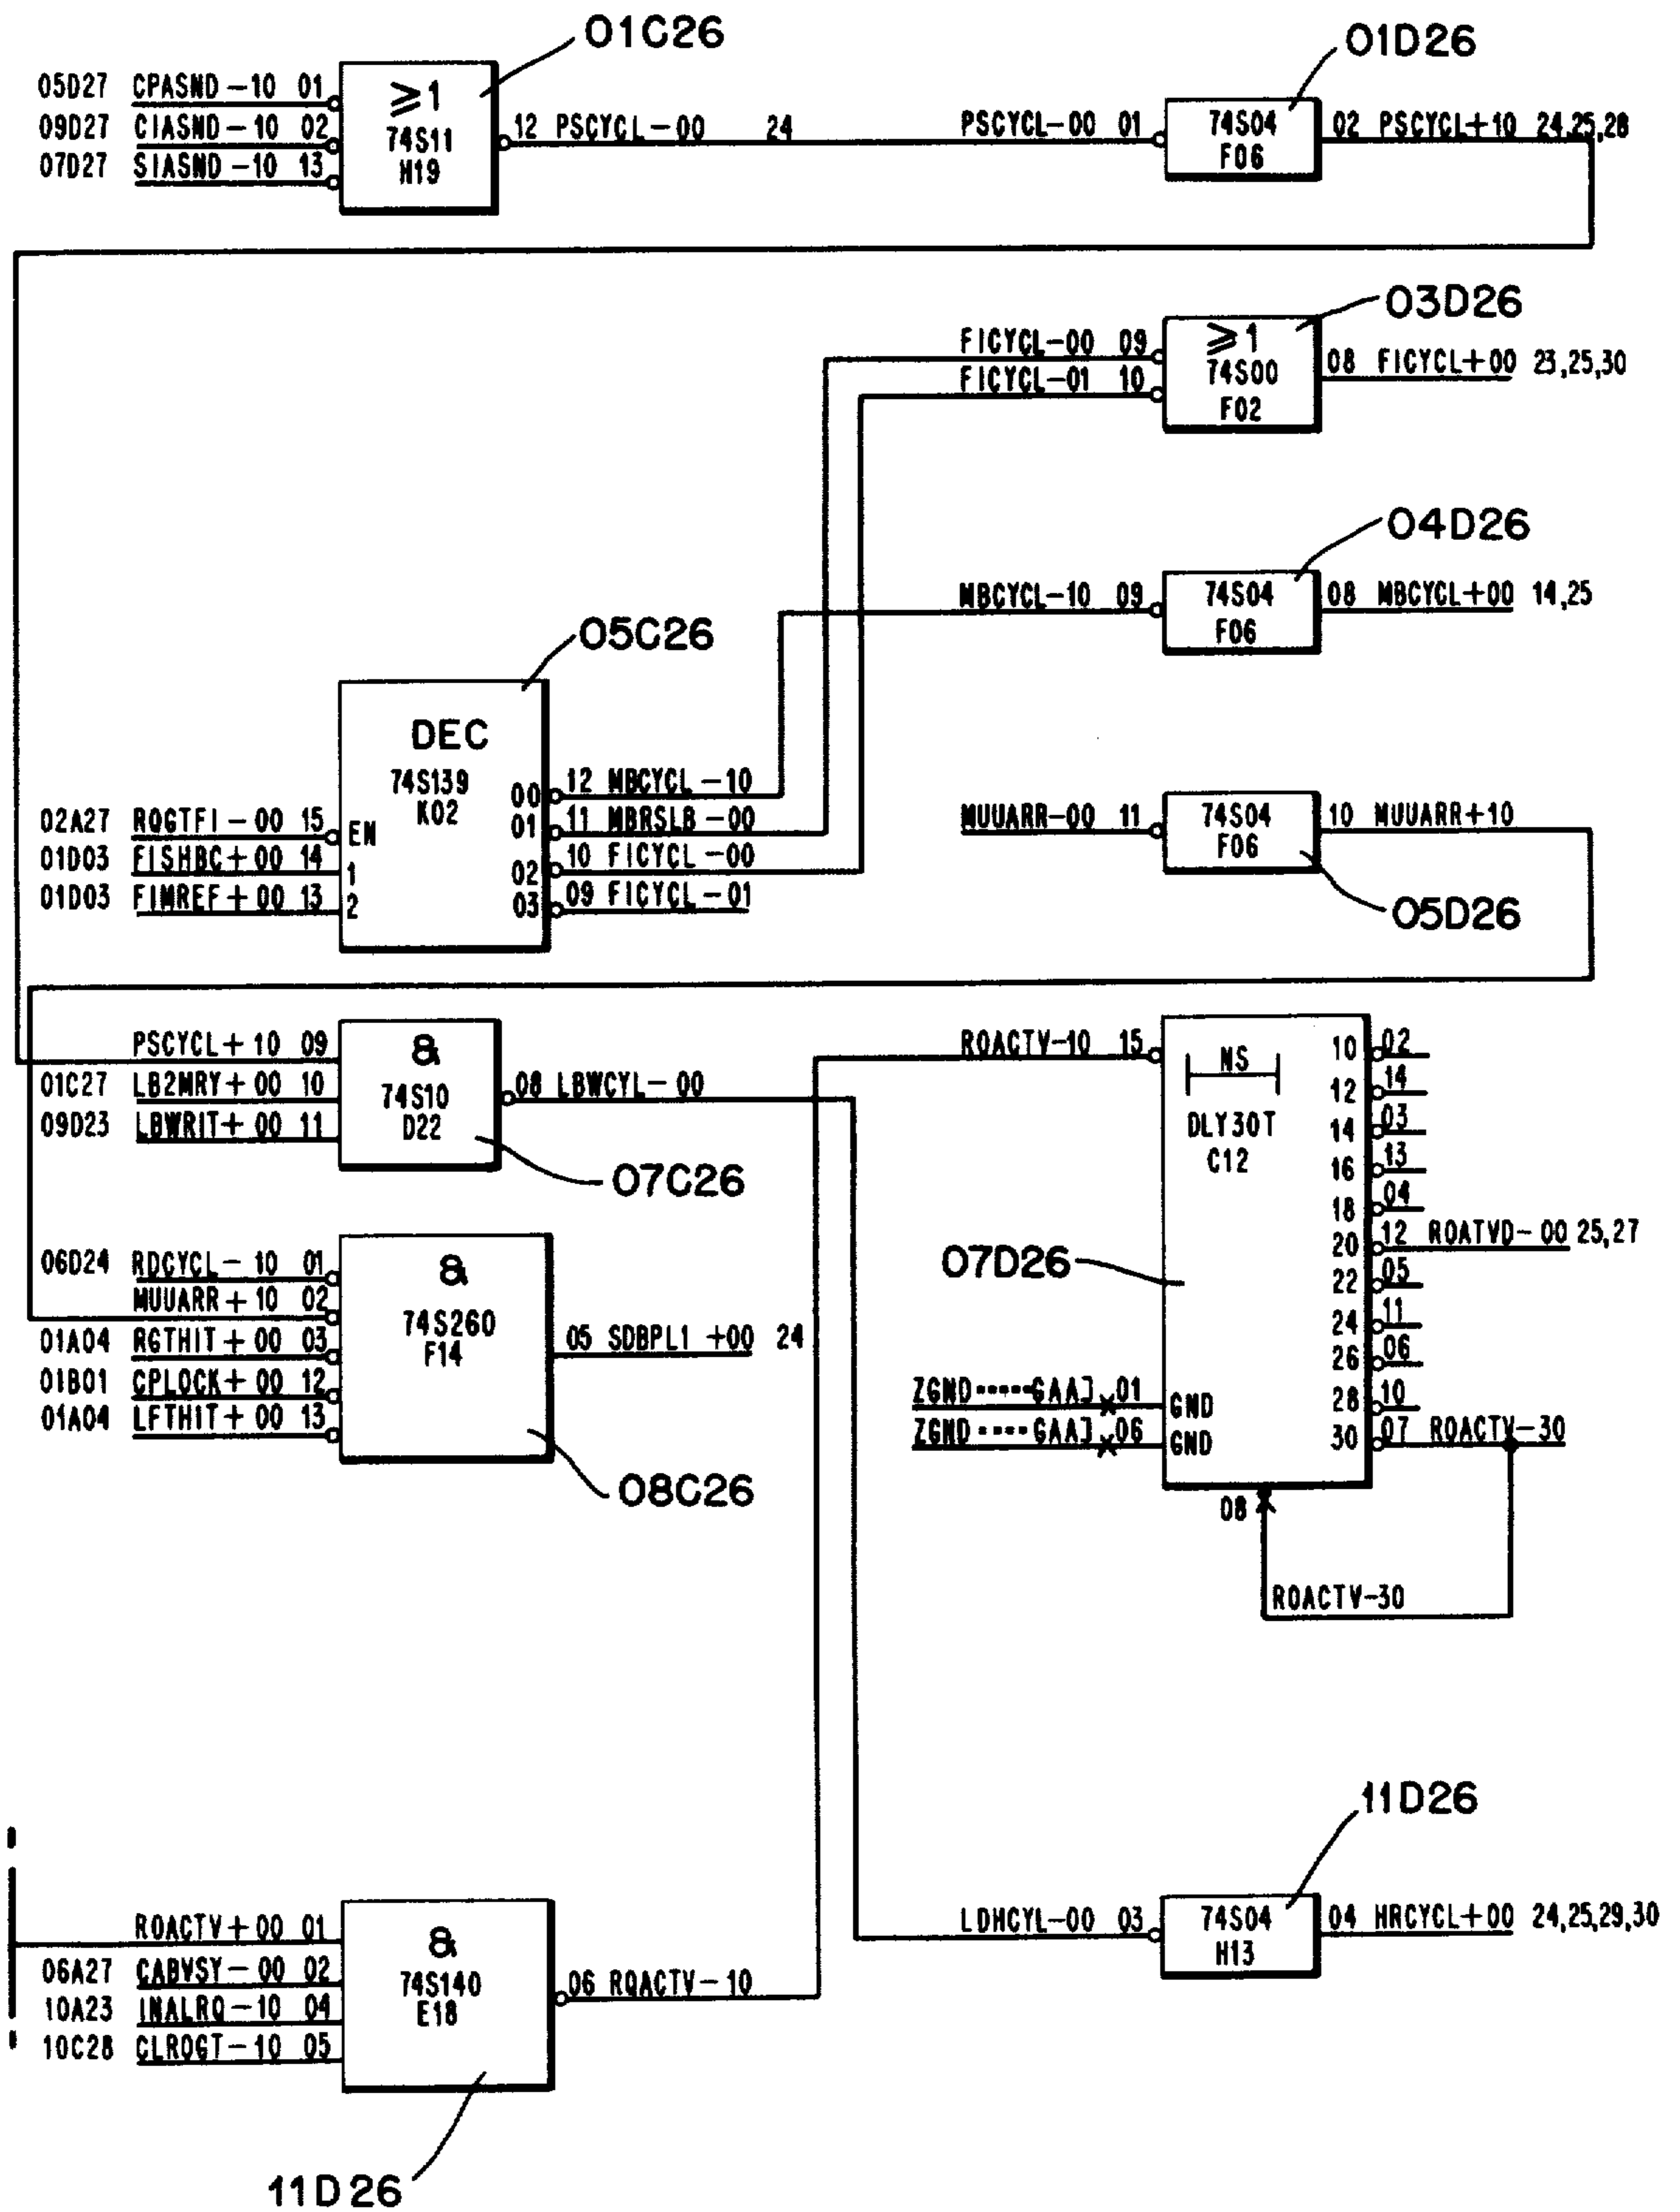 01C26
05D27 CPASND-10 01
09D27 CIASND-10 02
07D27 SIASND-10 13
≥1
74S11
H19
12 PSCYCL-00 24
01D26
PSCYCL-00 01
74S04
F06
02 PSCYCL+10 24,25,28
03D26
FICYCL-00 09
FICYCL-01 10
≥1
74S00
F02
08 FICYCL+00 23,25,30
04D26
MBCYCL-10 09
74S04
F06
08 MBCYCL+00 14,25
05C26
DEC
74S139
K02
02A27 RQGTFI-00 15 EN
01D03 FISHBC+00 14 1
01D03 FIMREF+00 13 2
00 12 MBCYCL-10
01 11 MBRSLB-00
02 10 FICYCL-00
03 09 FICYCL-01
MUUARR-00 11
74S04
F06
10 MUUARR+10
05D26
PSCYCL+10 09
01C27 LB2MRY+00 10
09D23 LBWRIT+00 11
&
74S10
D22
08 LBWCYL-00
07C26
06D24 RDCYCL-10 01
MUUARR+10 02
01A04 RGTHIT+00 03
01B01 CPLOCK+00 12
01A04 LFTHIT+00 13
&
74S260
F14
05 SDBPL1+00 24
08C26
ROACTV-10 15
NS
DLY30T
C12
10 02
12 14
14 03
16 13
18 04
20 12 ROATVD-00 25,27
22 05
24 11
26 06
28 10
30 07 ROACTV-30
07D26
ZGND-----GAAJ 01 GND
ZGND----GAAJ 06 GND
08
ROACTV-30
11D26
LDHCYL-00 03
74S04
H13
04 HRCYCL+00 24,25,29,30
ROACTV+00 01
06A27 CABVSY-00 02
10A23 INALRQ-10 04
10C28 CLROGT-10 05
&
74S140
E18
06 RQACTV-10
11D26